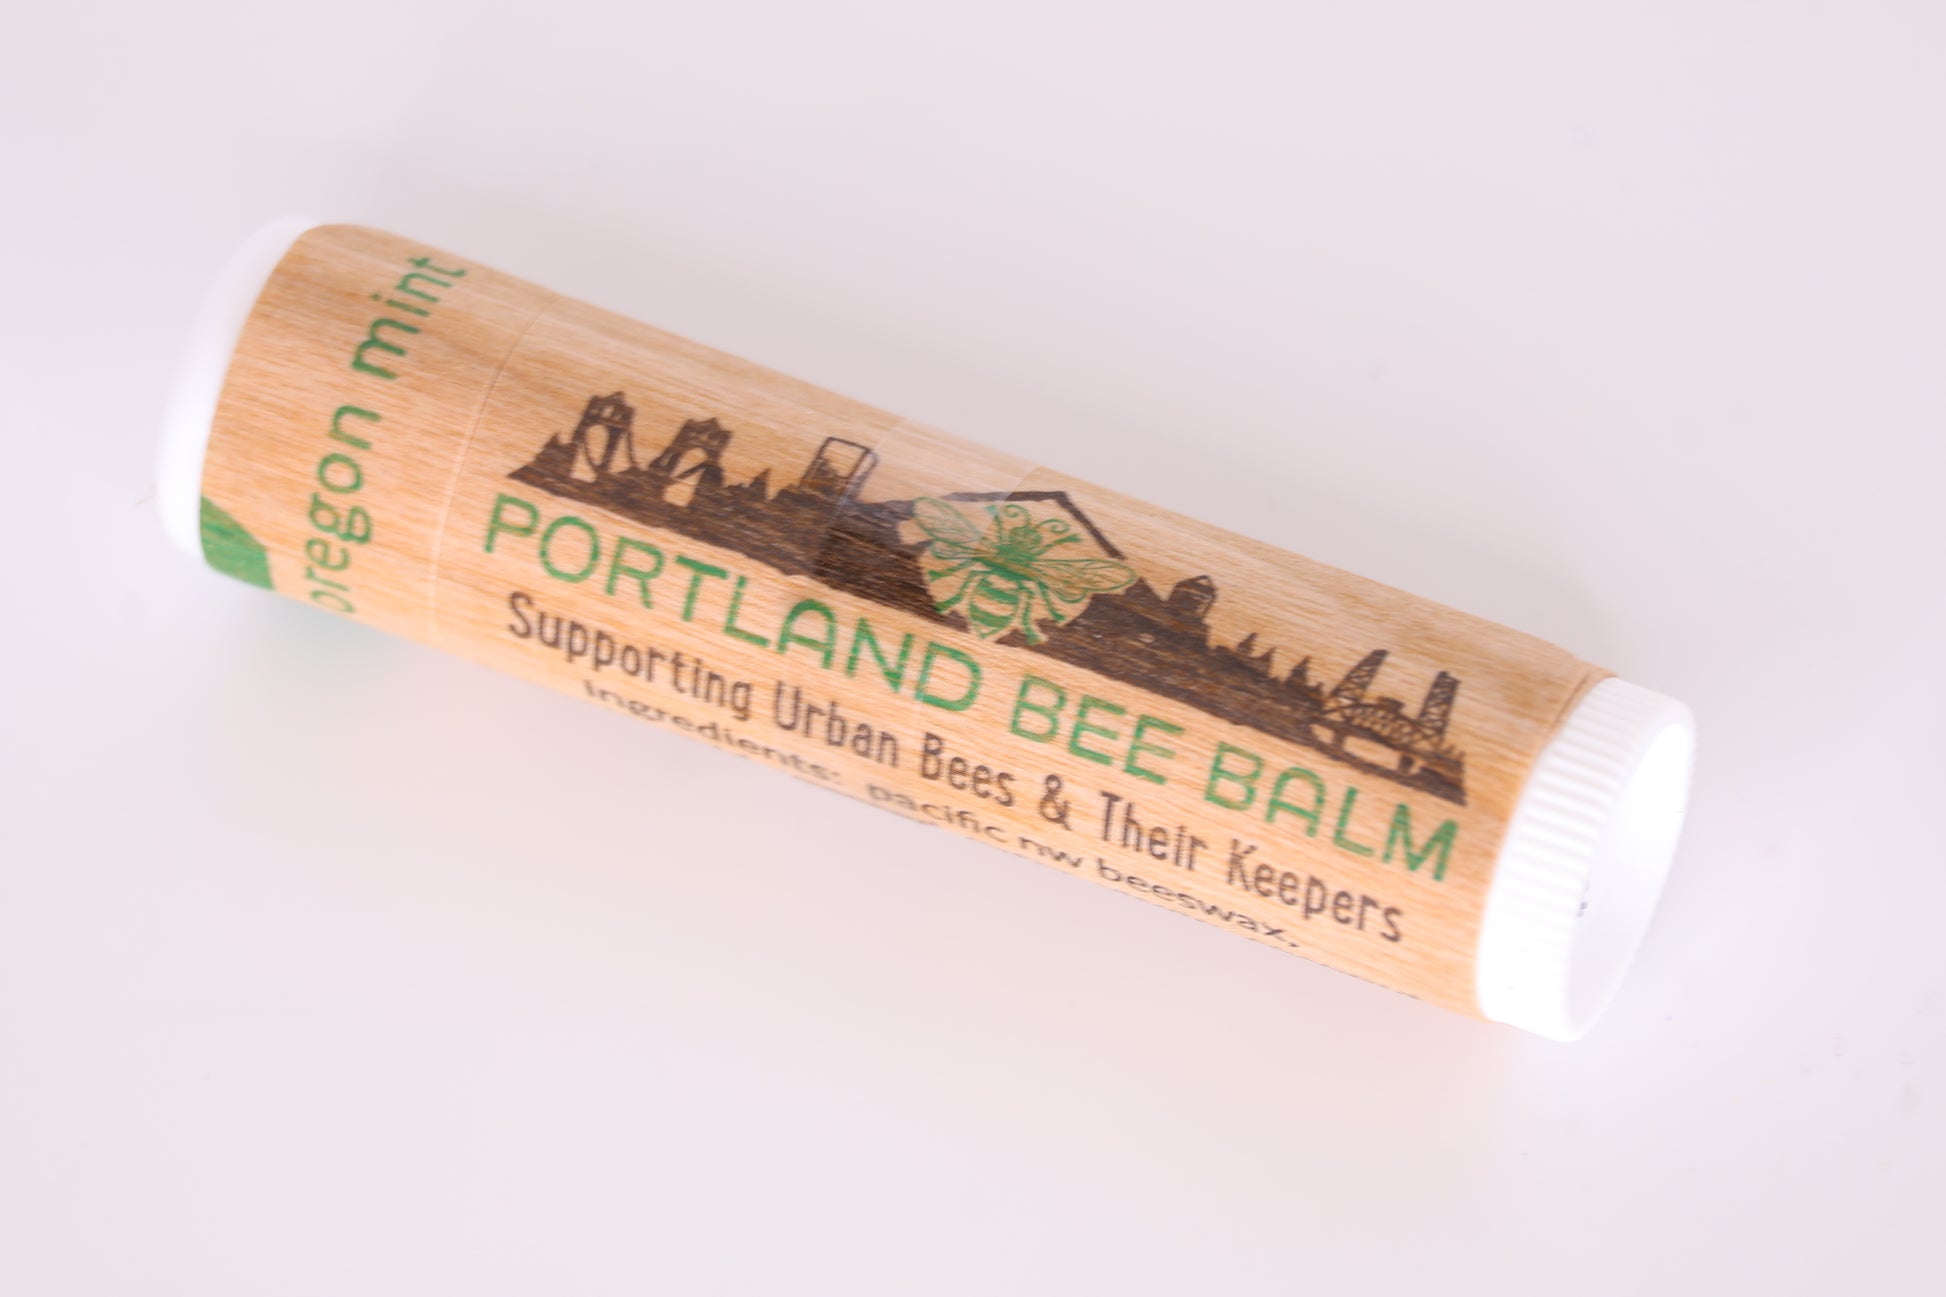 oregon mint
PORTLAND BEE BALM
Supporting Urban Bees & Their Keepers
ingredients: pacific nw beeswax,